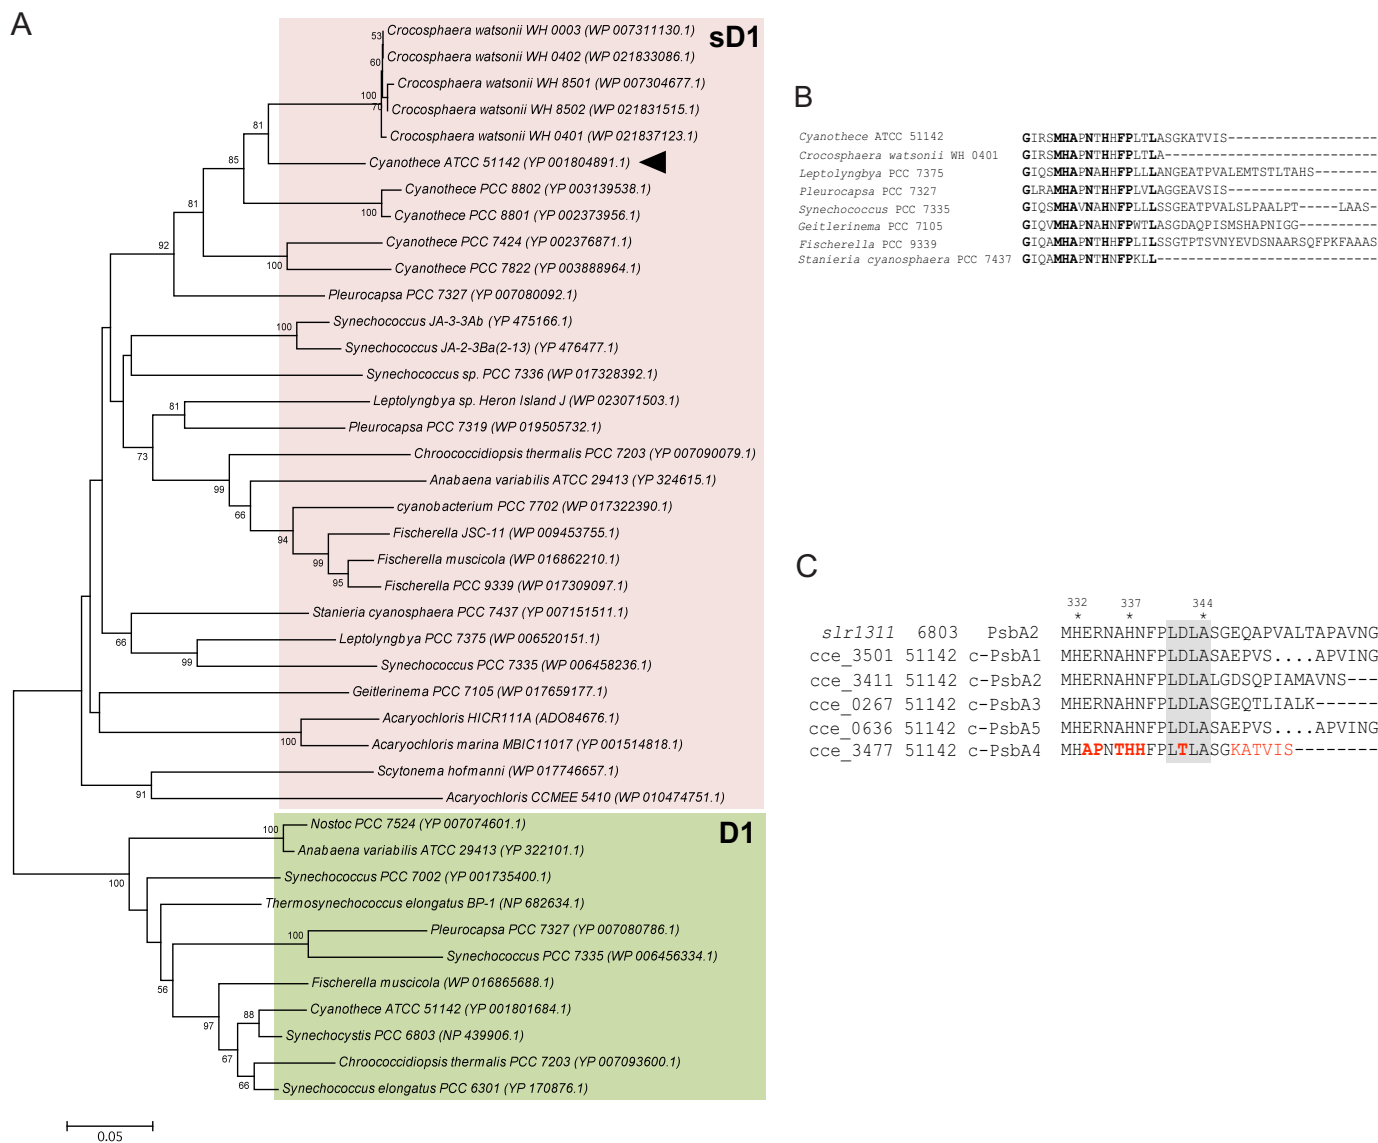 A
sD1
Crocosphaera watsonii WH 0003 (WP 007311130.1)
Crocosphaera watsonii WH 0402 (WP 021833086.1)
Crocosphaera watsonii WH 8501 (WP 007304677.1)
Crocosphaera watsonii WH 8502 (WP 021831515.1)
Crocosphaera watsonii WH 0401 (WP 021837123.1)
Cyanothece ATCC 51142 (YP 001804891.1)
Cyanothece PCC 8802 (YP 003139538.1)
Cyanothece PCC 8801 (YP 002373956.1)
Cyanothece PCC 7424 (YP 002376871.1)
Cyanothece PCC 7822 (YP 003888964.1)
Pleurocapsa PCC 7327 (YP 007080092.1)
Synechococcus JA-3-3Ab (YP 475166.1)
Synechococcus JA-2-3Ba(2-13) (YP 476477.1)
Synechococcus sp. PCC 7336 (WP 017328392.1)
Leptolyngbya sp. Heron Island J (WP 023071503.1)
Pleurocapsa PCC 7319 (WP 019505732.1)
Chroococcidiopsis thermalis PCC 7203 (YP 007090079.1)
Anabaena variabilis ATCC 29413 (YP 324615.1)
cyanobacterium PCC 7702 (WP 017322390.1)
Fischerella JSC-11 (WP 009453755.1)
Fischerella muscicola (WP 016862210.1)
Fischerella PCC 9339 (WP 017309097.1)
Stanieria cyanosphaera PCC 7437 (YP 007151511.1)
Leptolyngbya PCC 7375 (WP 006520151.1)
Synechococcus PCC 7335 (WP 006458236.1)
Geitlerinema PCC 7105 (WP 017659177.1)
Acaryochloris HICR111A (ADO84676.1)
Acaryochloris marina MBIC11017 (YP 001514818.1)
Scytonema hofmanni (WP 017746657.1)
Acaryochloris CCMEE 5410 (WP 010474751.1)
D1
Nostoc PCC 7524 (YP 007074601.1)
Anabaena variabilis ATCC 29413 (YP 322101.1)
Synechococcus PCC 7002 (YP 001735400.1)
Thermosynechococcus elongatus BP-1 (NP 682634.1)
Pleurocapsa PCC 7327 (YP 007080786.1)
Synechococcus PCC 7335 (WP 006456334.1)
Fischerella muscicola (WP 016865688.1)
Cyanothece ATCC 51142 (YP 001801684.1)
Synechocystis PCC 6803 (NP 439906.1)
Chroococcidiopsis thermalis PCC 7203 (YP 007093600.1)
Synechococcus elongatus PCC 6301 (YP 170876.1)
53
60
100
70
81
85
100
81
92
100
100
81
73
99
66
94
99
95
66
99
100
91
100
100
100
56
88
97
67
66
0.05
B
Cyanothece ATCC 51142 GIRSMHAPNTHHFPLTLASGKATVIS----------------
Crocosphaera watsonii WH 0401 GIRSMHAPNTHHFPLTLA------------------------
Leptolyngbya PCC 7375 GIQSMHAPNAHHFPLLLANGEATPVALEMTSTLTAHS-----
Pleurocapsa PCC 7327 GLRAMHAPNTHHFPLVLAGGEAVSIS----------------
Synechococcus PCC 7335 GIQSMHAVNAHNFPLLLSSGEATPVALSLPAALPT----LAAS-
Geitlerinema PCC 7105 GIQVMHAPNAHNFPWTLASGDAQPISMSHAPNIGG-------
Fischerella PCC 9339 GIQAMHAPNTHHFPLILSSGTPTSVNYEVDSNAARSQFPKFAAAS
Stanieria cyanosphaera PCC 7437 GIQAMHAPNTHNFPKLL-------------------------
C
332 337 344
* * *
slr1311 6803 PsbA2 MHERNAHNFPLDLASGEQAPVALTAPAVNG
cce_3501 51142 c-PsbA1 MHERNAHNFPLDLASAEPVS....APVING
cce_3411 51142 c-PsbA2 MHERNAHNFPLDLALGDSQPIAMAVNS---
cce_0267 51142 c-PsbA3 MHERNAHNFPLDLASGEQTLIALK------
cce_0636 51142 c-PsbA5 MHERNAHNFPLDLASAEPVS....APVING
cce_3477 51142 c-PsbA4 MHAPNTHHFPLTLASGKATVIS--------